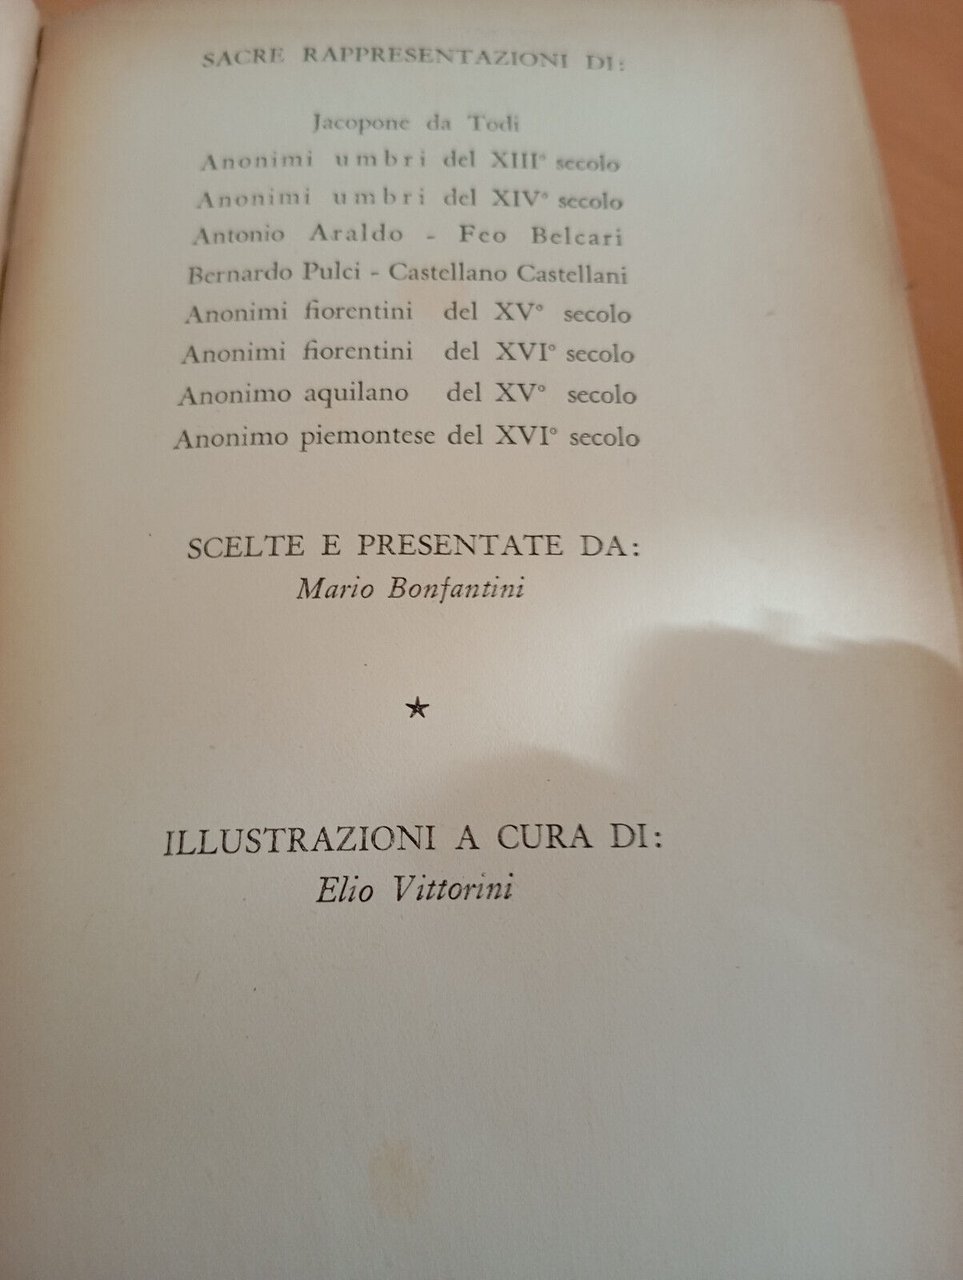 SACRE RAPPRESENTAZIONI DI:
Jacopone da Todi
Anonimi umbri del XIII° secolo
Anonimi umbri del XIV° secolo
Antonio Araldo - Feo Belcari
Bernardo Pulci - Castellano Castellani
Anonimi fiorentini del XV° secolo
Anonimi fiorentini del XVI° secolo
Anonimo aquilano del XV° secolo
Anonimo piemontese del XVI° secolo
SCELTE E PRESENTATE DA:
Mario Bonfantini
ILLUSTRAZIONI A CURA DI:
Elio Vittorini